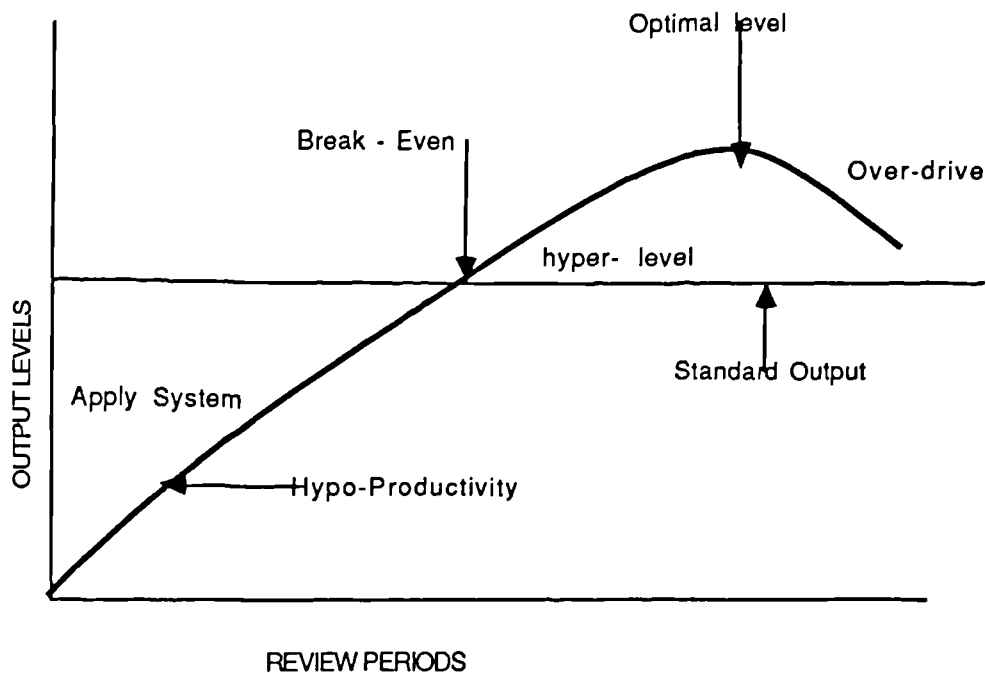 Optimal level
Break - Even
Over-drive
hyper- level
Standard Output
Apply System
Hypo-Productivity
OUTPUT LEVELS
REVIEW PERIODS